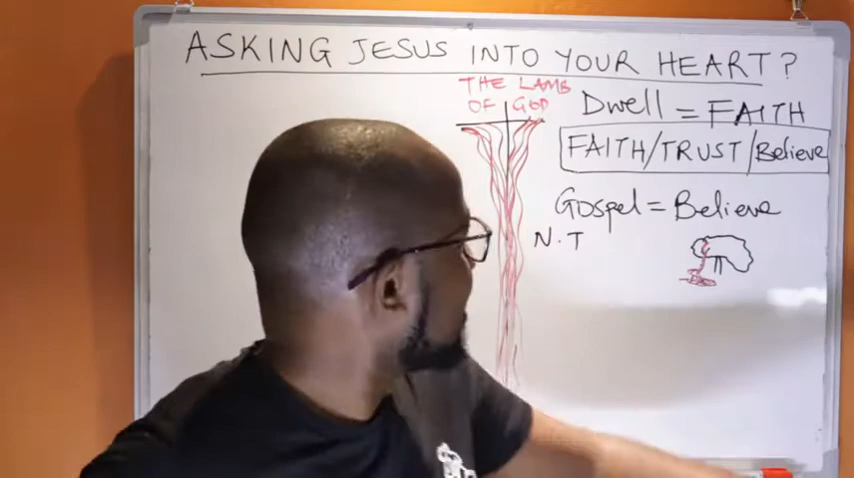 ASKING JESUS INTO YOUR HEART?
THE LAMB
OF GOD
Dwell = FAITH
FAITH/TRUST/Believe
Gospel = Believe
N.T